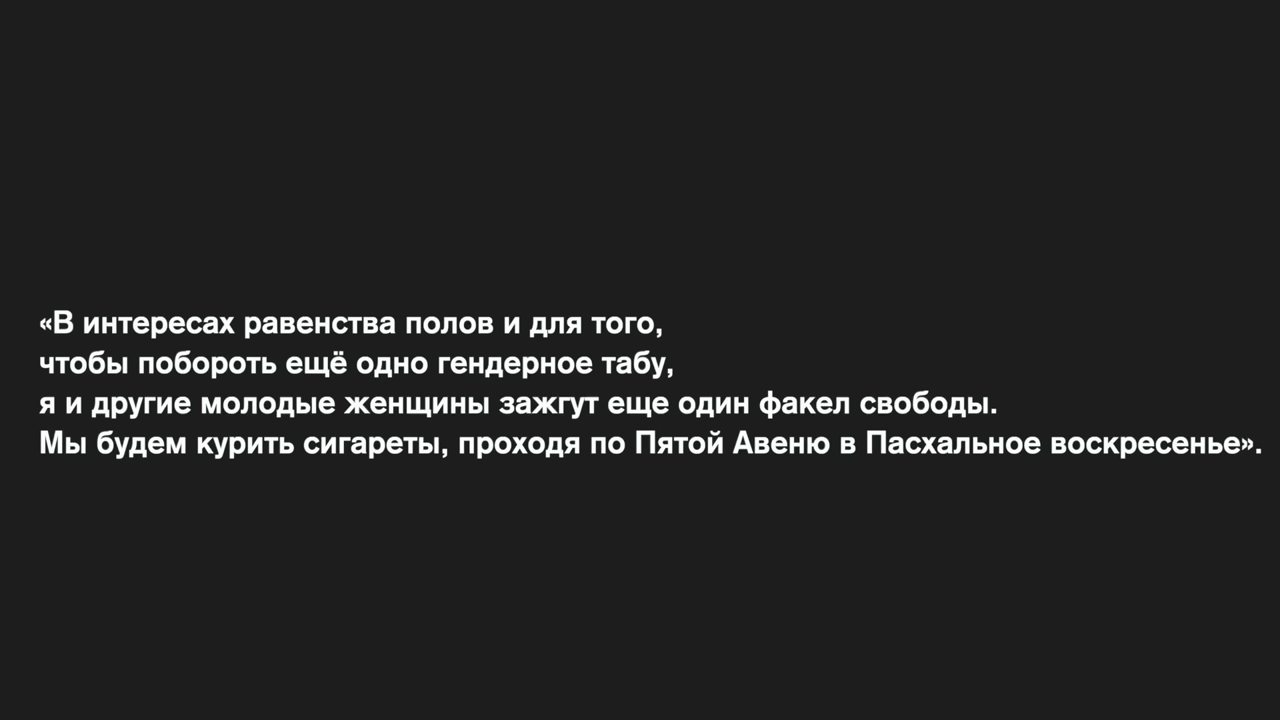 «В интересах равенства полов и для того,
чтобы побороть ещё одно гендерное табу,
я и другие молодые женщины зажгут еще один факел свободы.
Мы будем курить сигареты, проходя по Пятой Авеню в Пасхальное воскресенье».